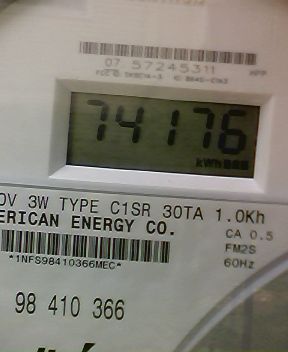 07 57245311
74176
kWh
0V 3W TYPE C1SR 30TA 1.0Kh
ERICAN ENERGY CO.
CA 0.5
FM2S
*1NFS98410366MEC*
60Hz
98 410 366